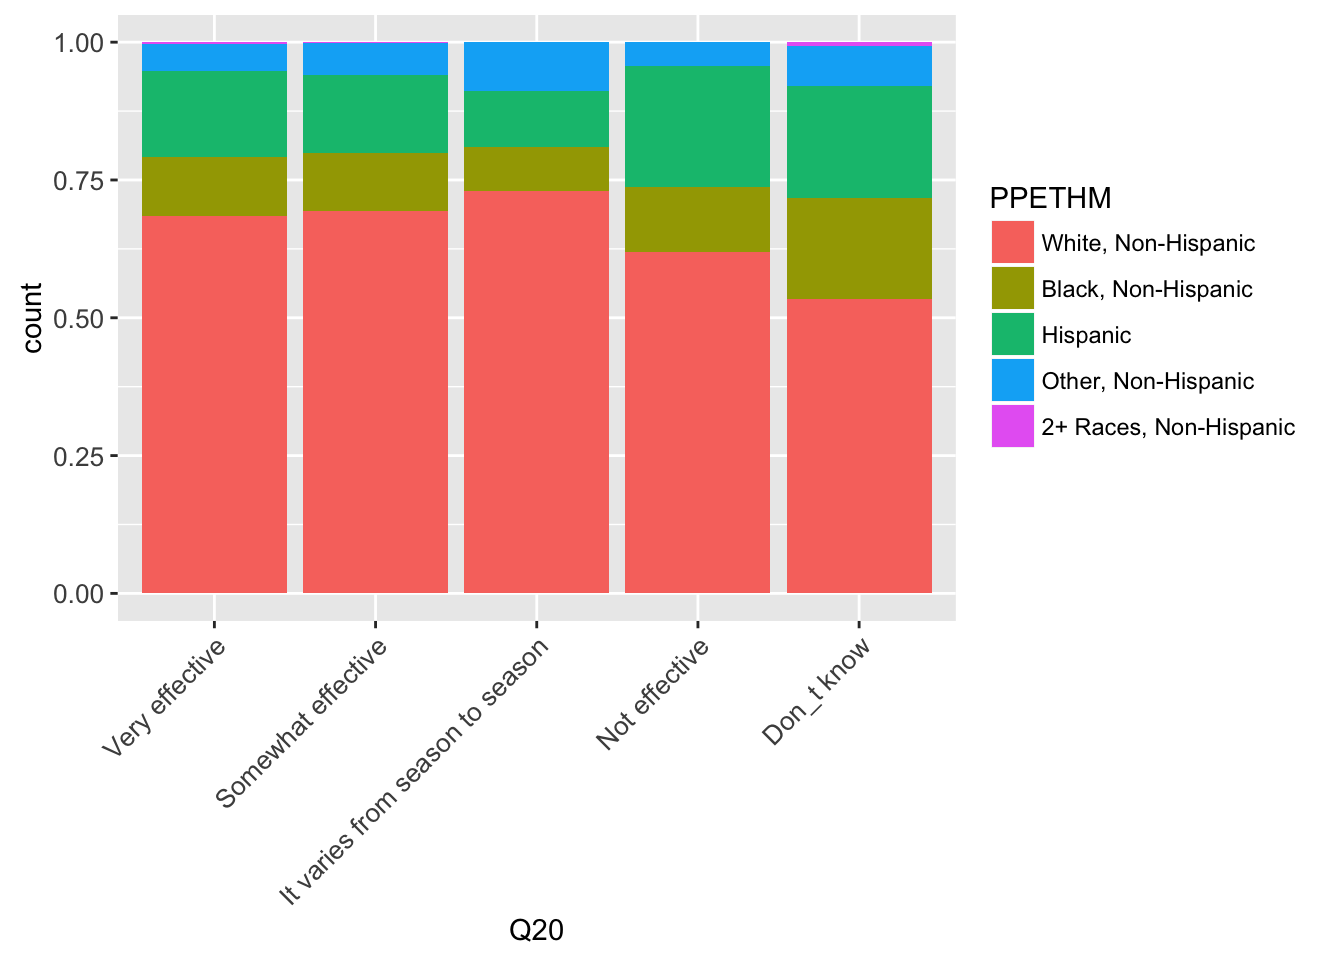 1.00
0.75
0.50
0.25
0.00
count
Very effective
Somewhat effective
It varies from season to season
Not effective
Don_t know
Q20
PPETHM
White, Non-Hispanic
Black, Non-Hispanic
Hispanic
Other, Non-Hispanic
2+ Races, Non-Hispanic